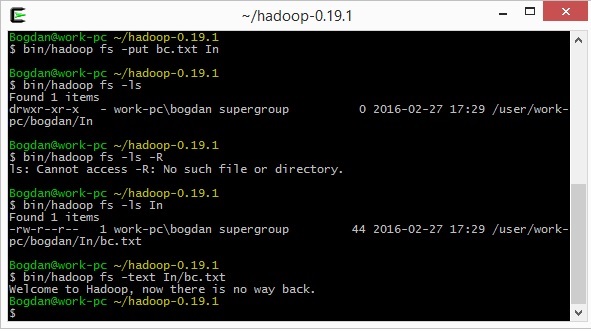 ~/hadoop-0.19.1
Bogdan@work-pc ~/hadoop-0.19.1
$ bin/hadoop fs -put bc.txt In
Bogdan@work-pc ~/hadoop-0.19.1
$ bin/hadoop fs -ls
Found 1 items
drwxr-xr-x   - work-pc\bogdan supergroup          0 2016-02-27 17:29 /user/work-
pc/bogdan/In
Bogdan@work-pc ~/hadoop-0.19.1
$ bin/hadoop fs -ls -R
ls: Cannot access -R: No such file or directory.
Bogdan@work-pc ~/hadoop-0.19.1
$ bin/hadoop fs -ls In
Found 1 items
-rw-r--r--   1 work-pc\bogdan supergroup         44 2016-02-27 17:29 /user/work-
pc/bogdan/In/bc.txt
Bogdan@work-pc ~/hadoop-0.19.1
$ bin/hadoop fs -text In/bc.txt
Welcome to Hadoop, now there is no way back.
Bogdan@work-pc ~/hadoop-0.19.1
$